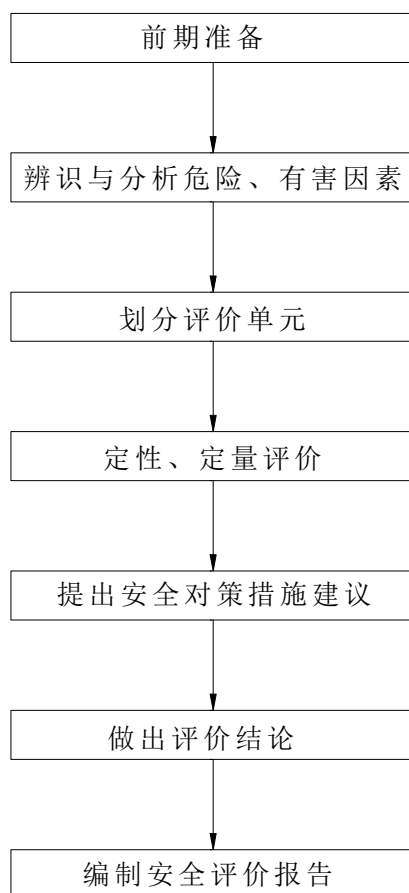 前期准备
辨识与分析危险、有害因素
划分评价单元
定性、定量评价
提出安全对策措施建议
做出评价结论
编制安全评价报告